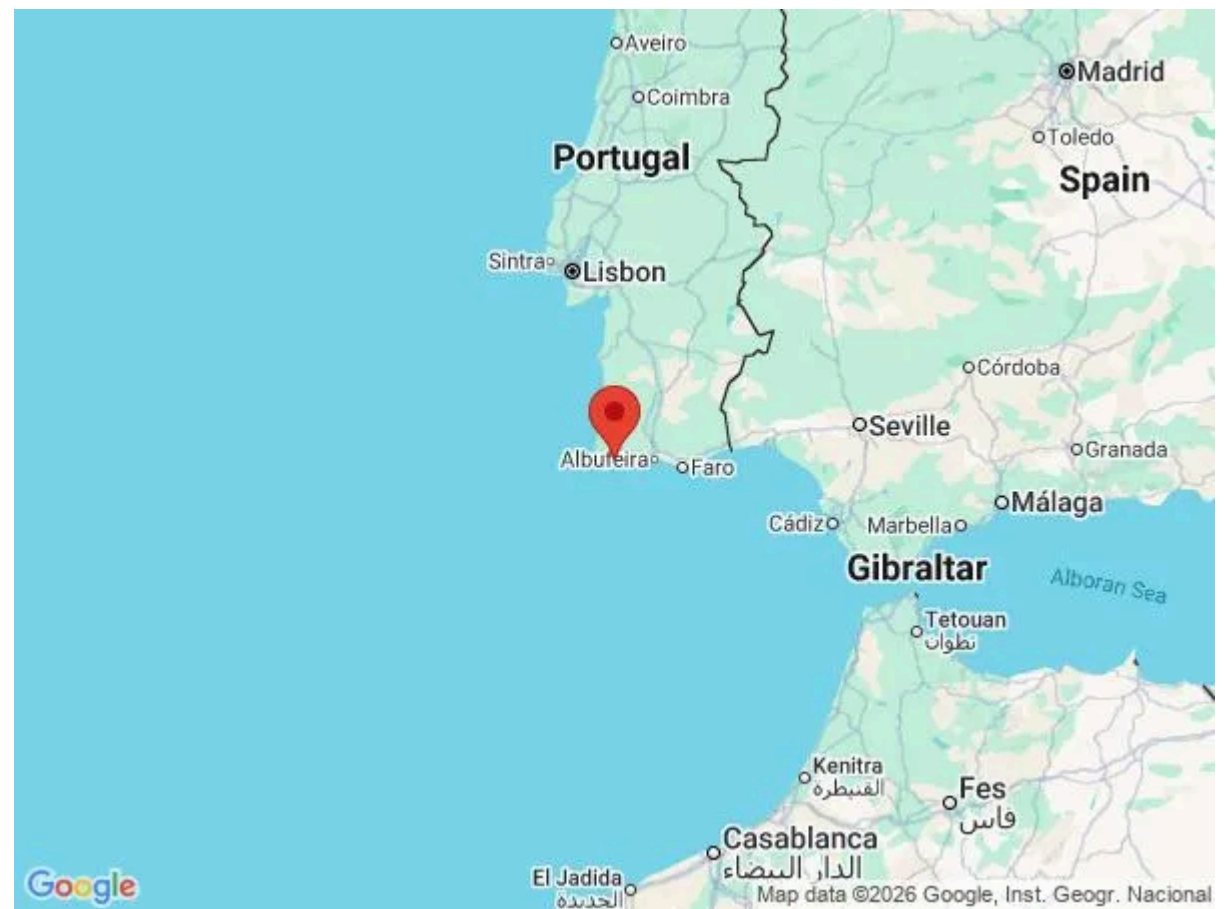 Aveiro
Madrid
Coimbra
Toledo
Portugal
Spain
Sintra
Lisbon
Córdoba
Seville
Granada
Albufeira
Faro
Málaga
Cádiz
Marbella
Gibraltar
Alboran Sea
Tetouan
تطوان
Kenitra
القنيطرة
Fes
فاس
Casablanca
الدار البيضاء
El Jadida
الجديدة
Google
Map data ©2026 Google, Inst. Geogr. Nacional